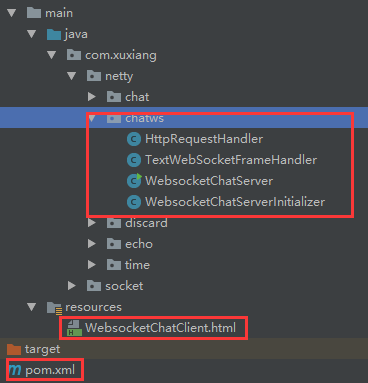 main
java
com.xuxiang
netty
chat
chatws
HttpRequestHandler
TextWebSocketFrameHandler
WebsocketChatServer
WebsocketChatServerInitializer
discard
echo
time
socket
resources
WebsocketChatClient.html
target
pom.xml